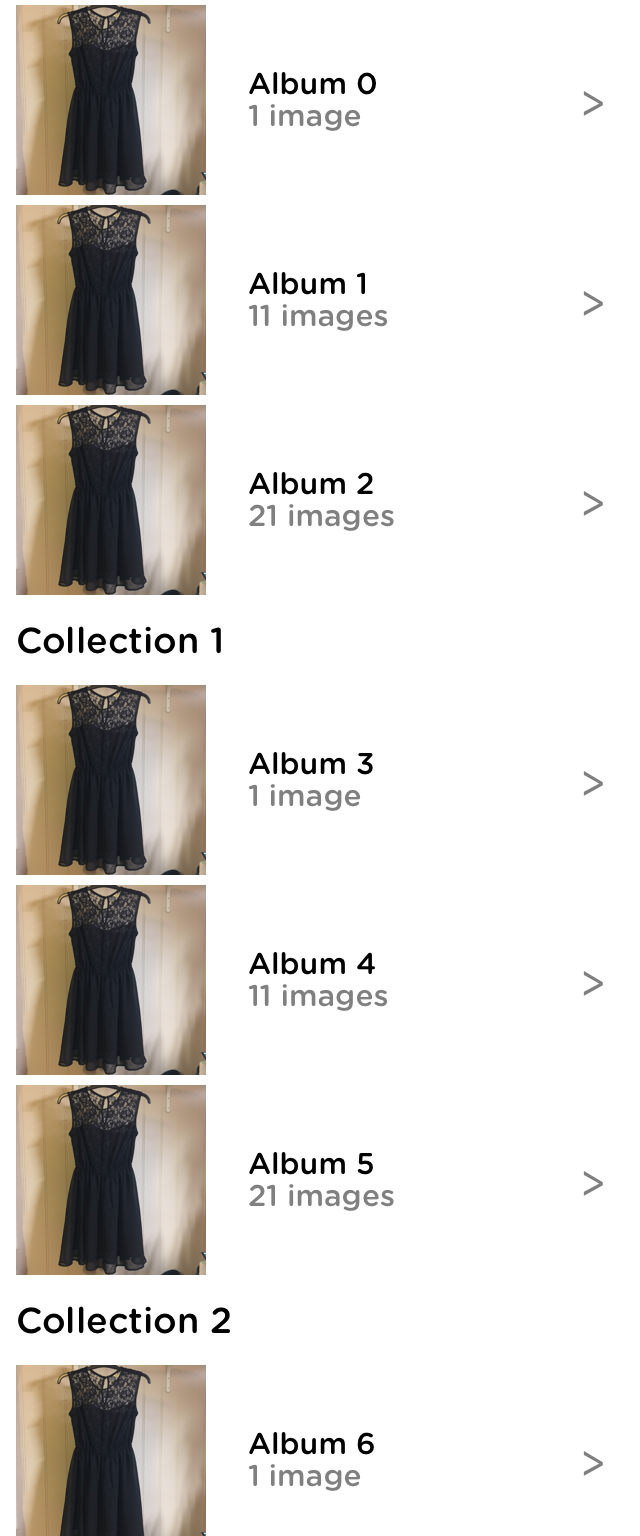 Album 0
1 image
>
Album 1
11 images
>
Album 2
21 images
>
Collection 1
Album 3
1 image
>
Album 4
11 images
>
Album 5
21 images
>
Collection 2
Album 6
1 image
>